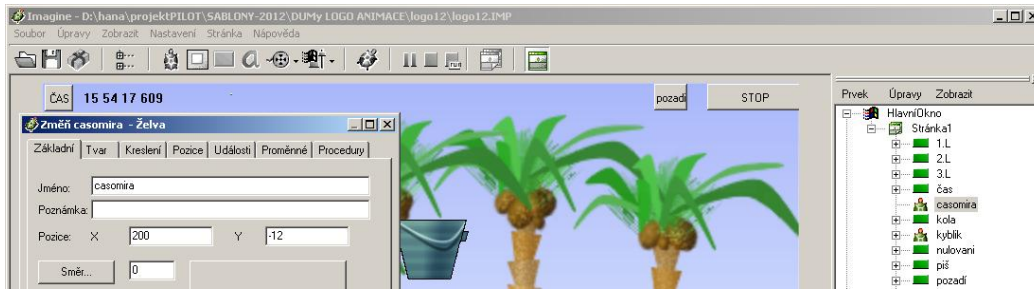 Imagine - D:\hana\projektPILOT\SABLONY-2012\DUMy LOGO ANIMACE\logo12\logo12.IMP
Soubor Úpravy Zobrazit Nastavení Stránka Nápověda
ČAS 15 54 17 609 pozadí STOP
Změň casomira - Želva
Základní Tvar Kreslení Pozice Události Proměnné Procedury
Jméno: casomira
Poznámka:
Pozice: X 200 Y -12
Směr... 0
Prvek Úpravy Zobrazit
HlavníOkno
Stránka1
1.L
2.L
3.L
čas
casomira
kola
kyblik
nulovani
piš
pozadí